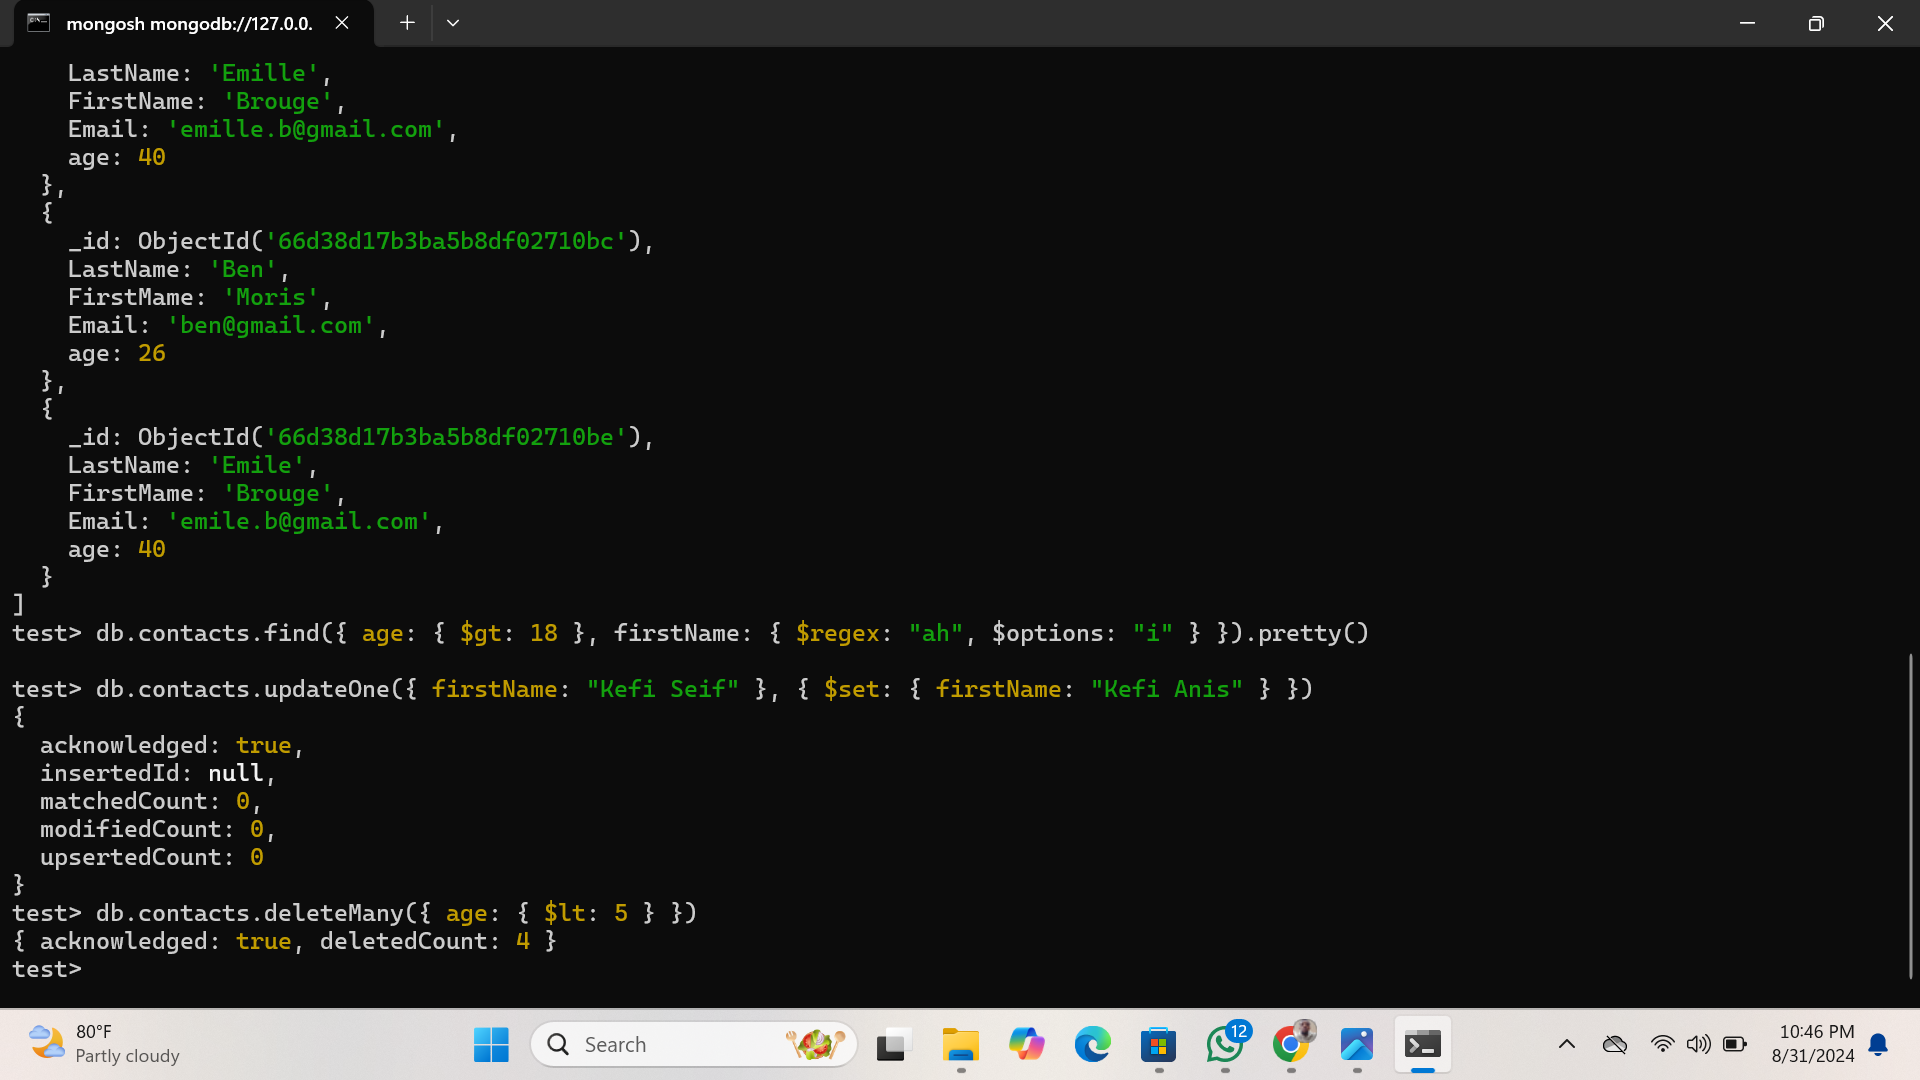 mongosh mongodb://127.0.0.
LastName: 'Emille',
FirstName: 'Brouge',
Email: 'emille.b@gmail.com',
age: 40
},
{
_id: ObjectId('66d38d17b3ba5b8df02710bc'),
LastName: 'Ben',
FirstMame: 'Moris',
Email: 'ben@gmail.com',
age: 26
},
{
_id: ObjectId('66d38d17b3ba5b8df02710be'),
LastName: 'Emile',
FirstMame: 'Brouge',
Email: 'emile.b@gmail.com',
age: 40
}
]
test> db.contacts.find({ age: { $gt: 18 }, firstName: { $regex: "ah", $options: "i" } }).pretty()
test> db.contacts.updateOne({ firstName: "Kefi Seif" }, { $set: { firstName: "Kefi Anis" } })
{
acknowledged: true,
insertedId: null,
matchedCount: 0,
modifiedCount: 0,
upsertedCount: 0
}
test> db.contacts.deleteMany({ age: { $lt: 5 } })
{ acknowledged: true, deletedCount: 4 }
test>
80°F
Partly cloudy
Search
12
10:46 PM
8/31/2024